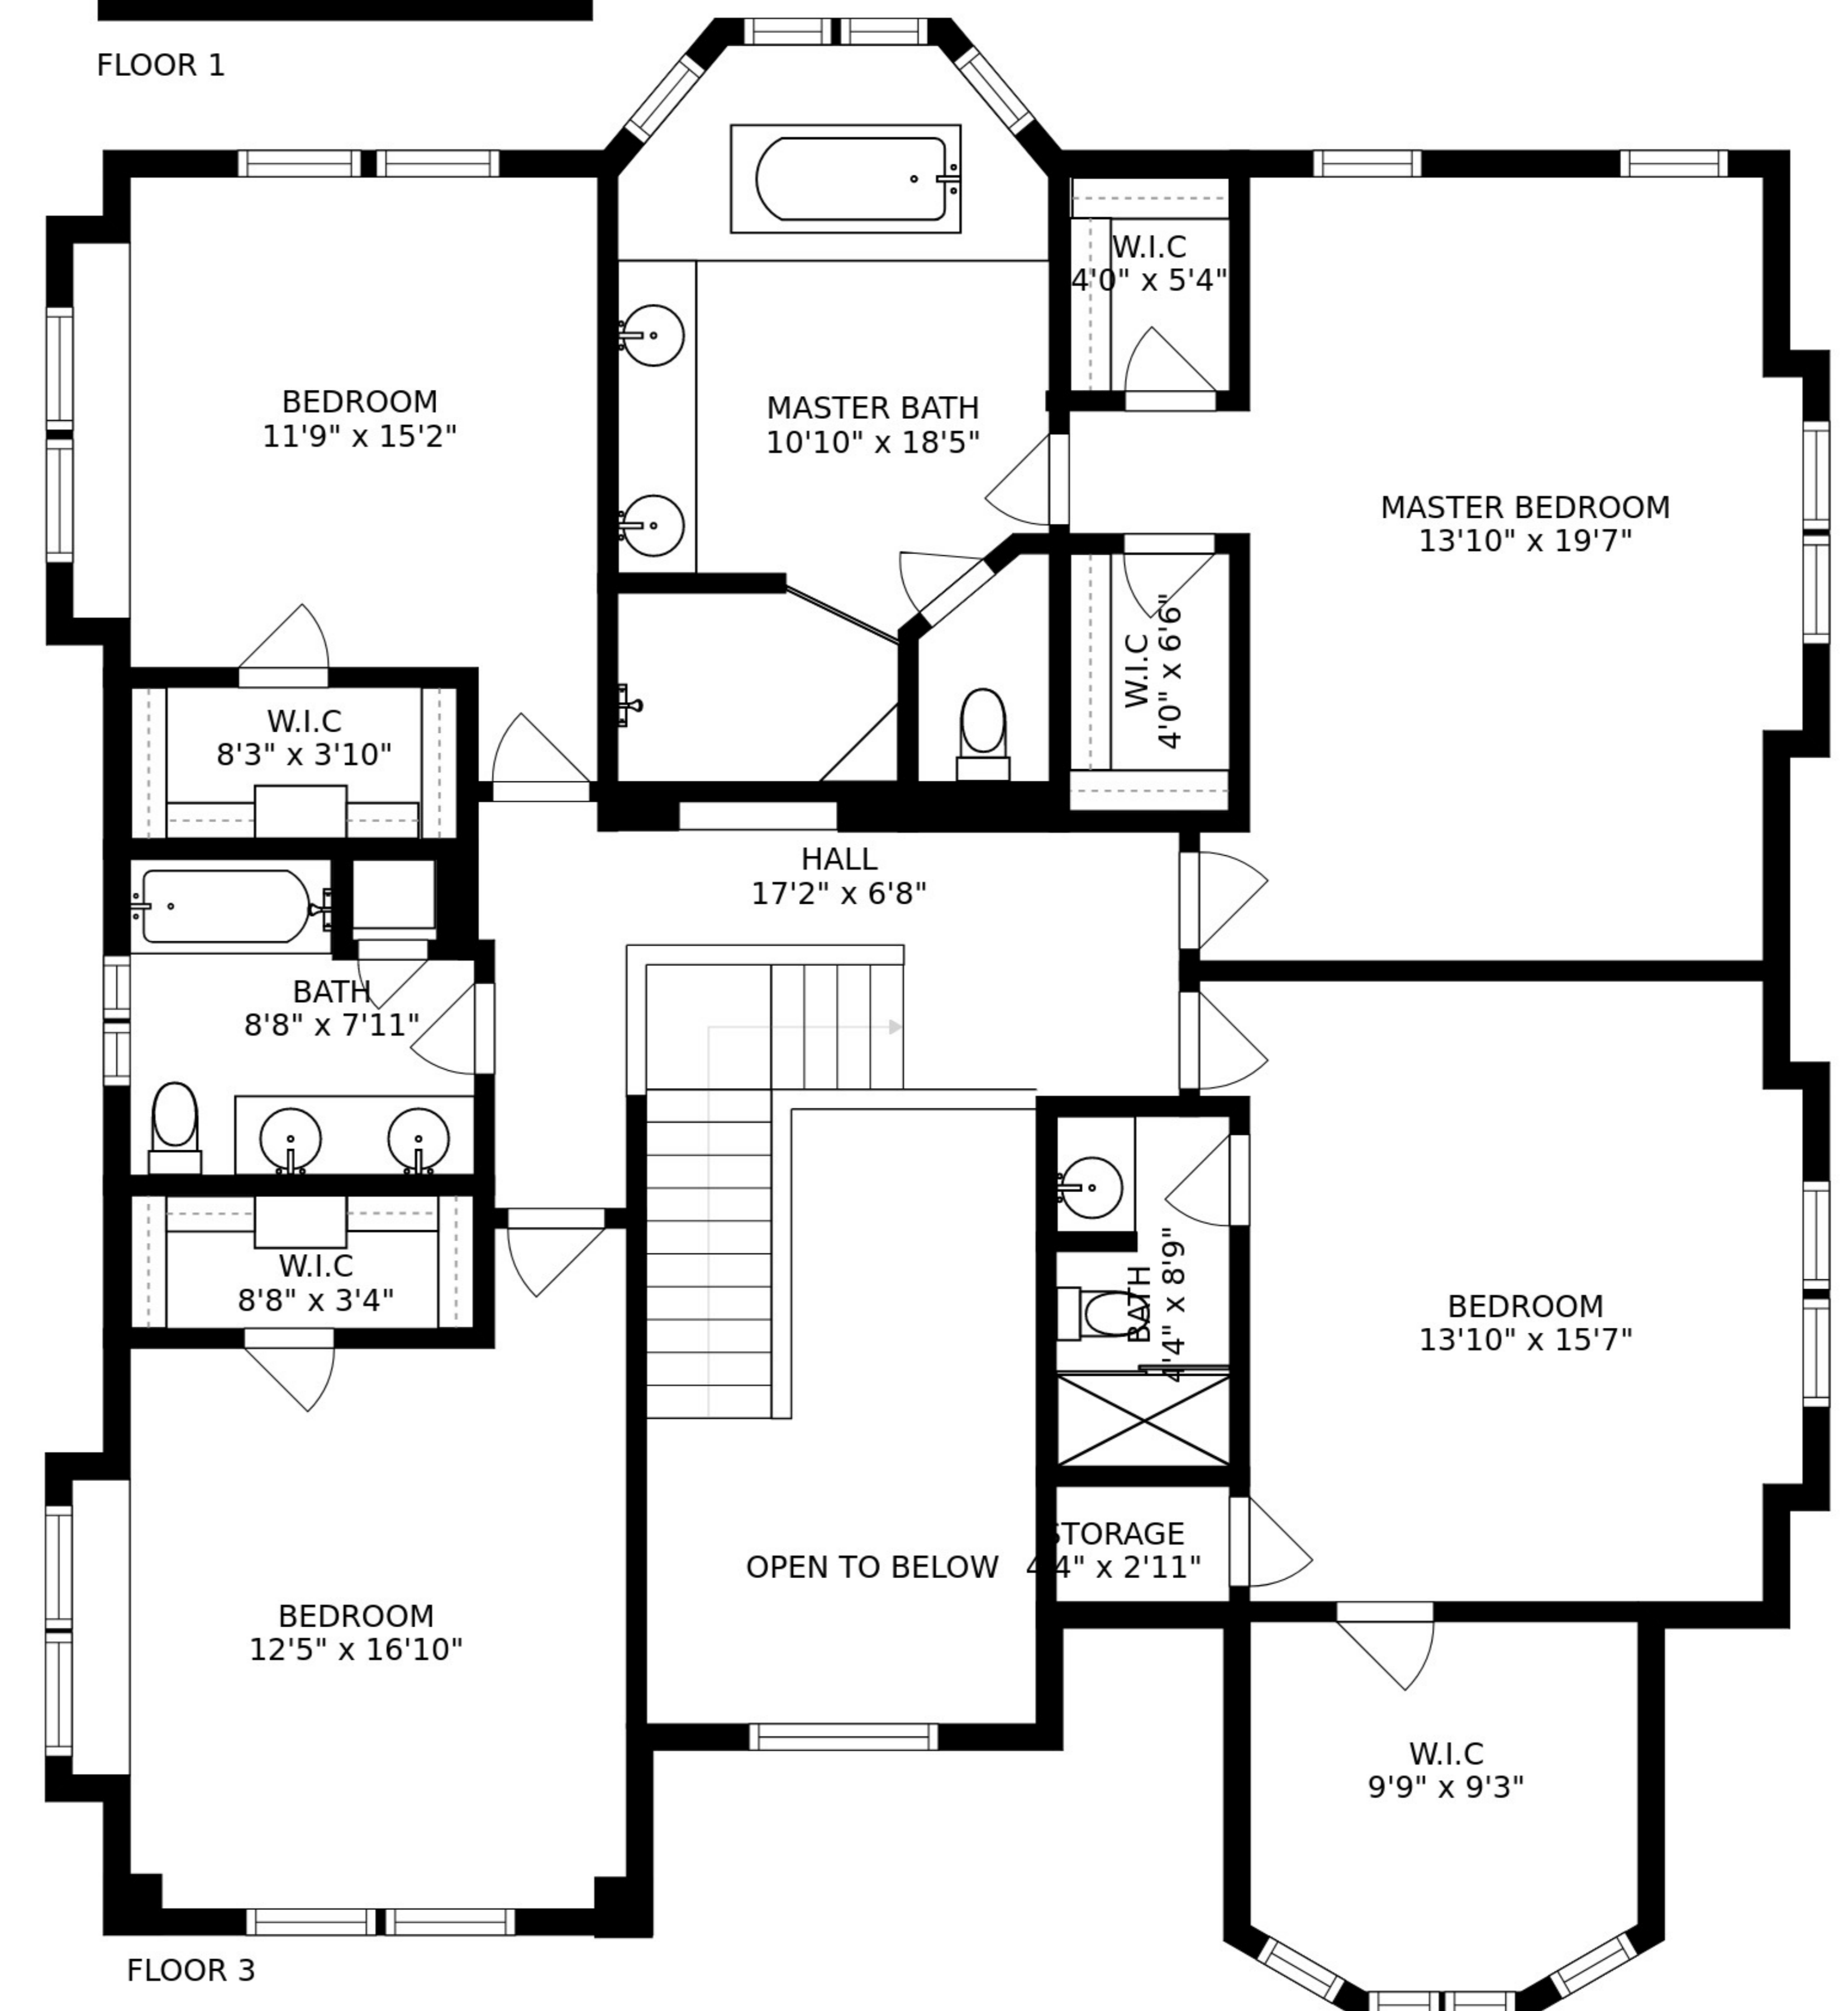 FLOOR 1
W.I.C
4'0" x 5'4"
BEDROOM
11'9" x 15'2"
MASTER BATH
10'10" x 18'5"
MASTER BEDROOM
13'10" x 19'7"
W.I.C
4'0" x 6'6"
W.I.C
8'3" x 3'10"
HALL
17'2" x 6'8"
BATH
8'8" x 7'11"
W.I.C
8'8" x 3'4"
BATH
4'4" x 8'9"
BEDROOM
13'10" x 15'7"
STORAGE
4'4" x 2'11"
OPEN TO BELOW
BEDROOM
12'5" x 16'10"
W.I.C
9'9" x 9'3"
FLOOR 3